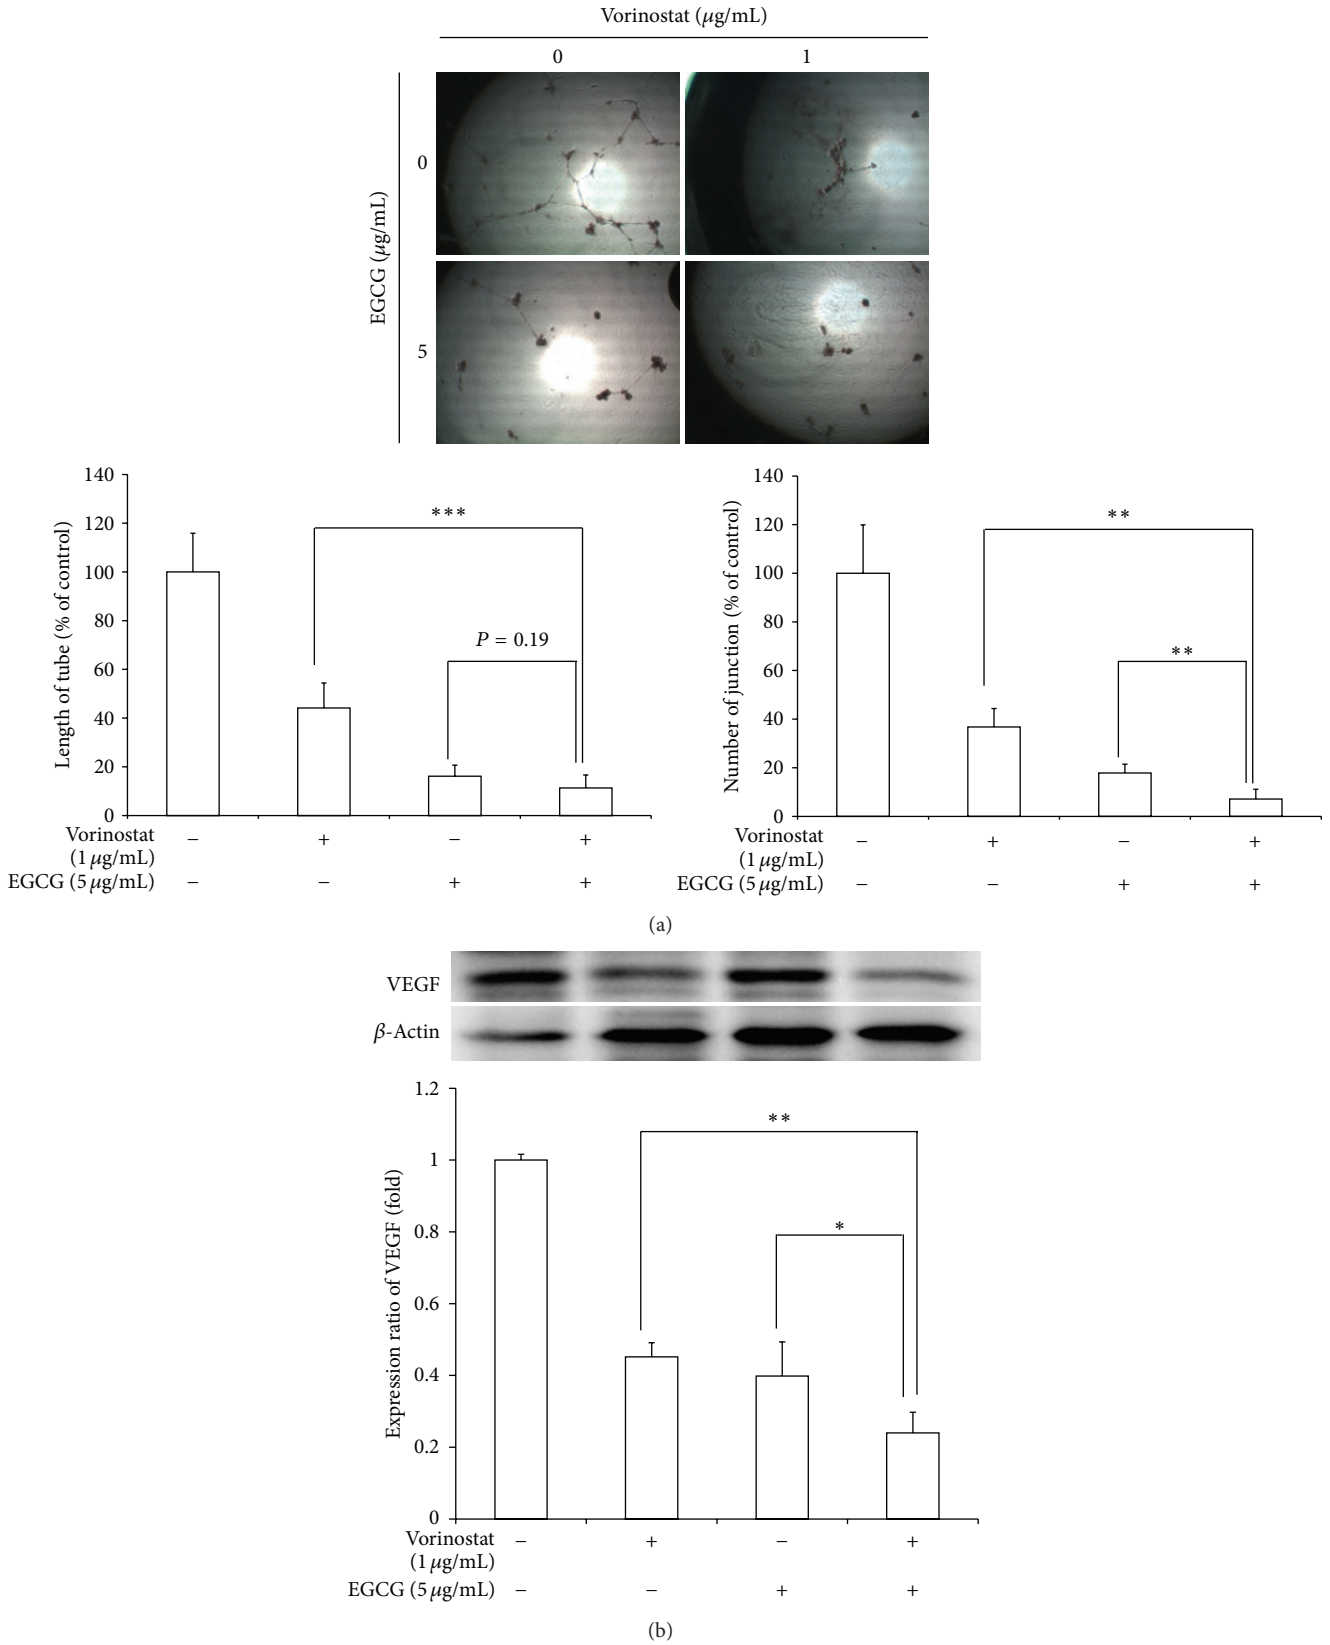 Vorinostat (μg/mL)
0 1
EGCG (μg/mL)
0
5
Length of tube (% of control)
140
120
100
80
60
40
20
0
***
P = 0.19
Vorinostat − + − +
(1 μg/mL)
EGCG (5 μg/mL) − − + +
Number of junction (% of control)
140
120
100
80
60
40
20
0
**
**
Vorinostat − + − +
(1 μg/mL)
EGCG (5 μg/mL) − − + +
(a)
VEGF
β-Actin
Expression ratio of VEGF (fold)
1.2
1
0.8
0.6
0.4
0.2
0
**
*
Vorinostat − + − +
(1 μg/mL)
EGCG (5 μg/mL) − − + +
(b)